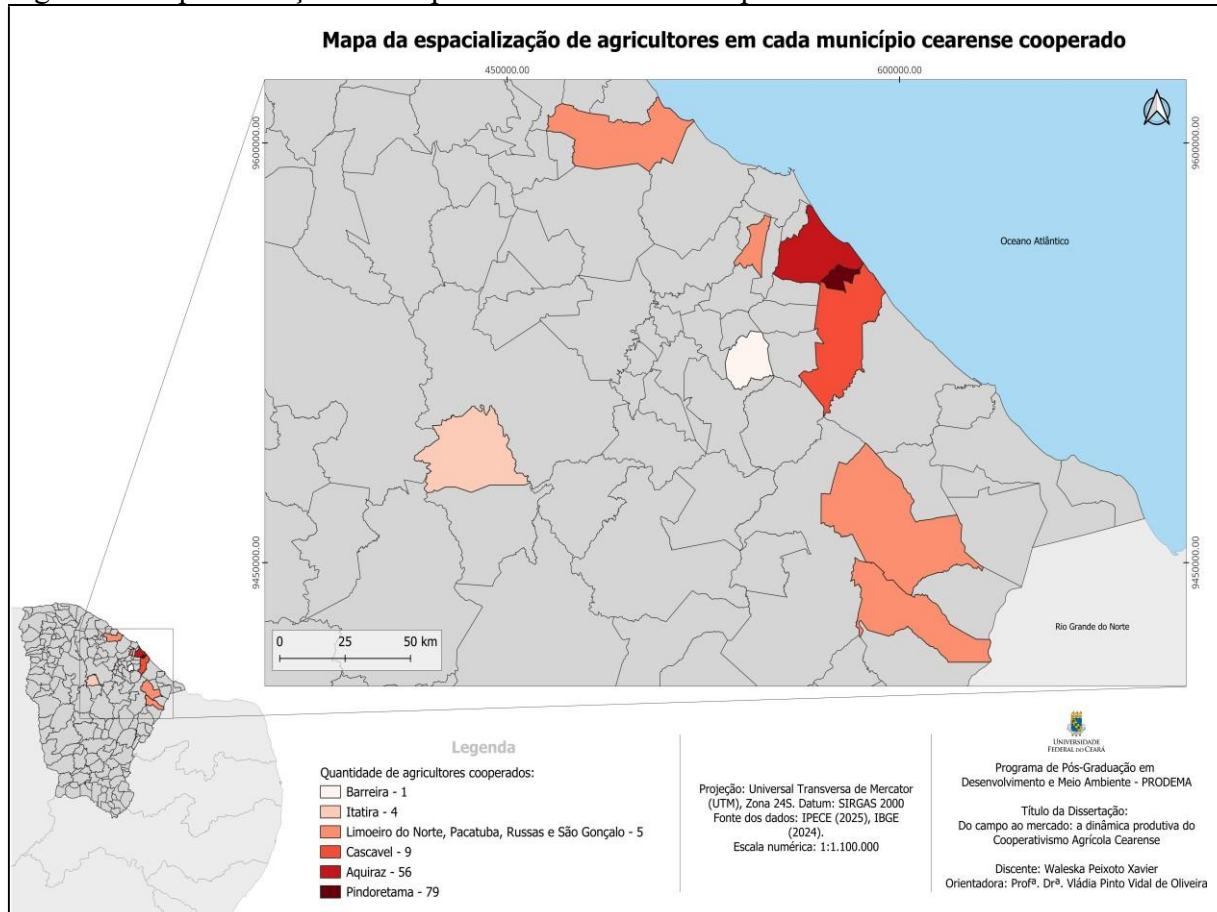 Mapa da espacialização de agricultores em cada município cearense cooperado
450000.00
600000.00
9600000.00
9600000.00
Oceano Atlântico
9450000.00
9450000.00
Rio Grande do Norte
0 25 50 km
Legenda
Quantidade de agricultores cooperados:
Barreira - 1
Itatira - 4
Limoeiro do Norte, Pacatuba, Russas e São Gonçalo - 5
Cascavel - 9
Aquiraz - 56
Pindoretama - 79
Projeção: Universal Transversa de Mercator
(UTM), Zona 24S. Datum: SIRGAS 2000
Fonte dos dados: IPECE (2025), IBGE
(2024).
Escala numérica: 1:1.100.000
UNIVERSIDADE
FEDERAL DO CEARÁ
Programa de Pós-Graduação em
Desenvolvimento e Meio Ambiente - PRODEMA
Título da Dissertação:
Do campo ao mercado: a dinâmica produtiva do
Cooperativismo Agrícola Cearense
Discente: Waleska Peixoto Xavier
Orientadora: Profª. Drª. Vládia Pinto Vidal de Oliveira